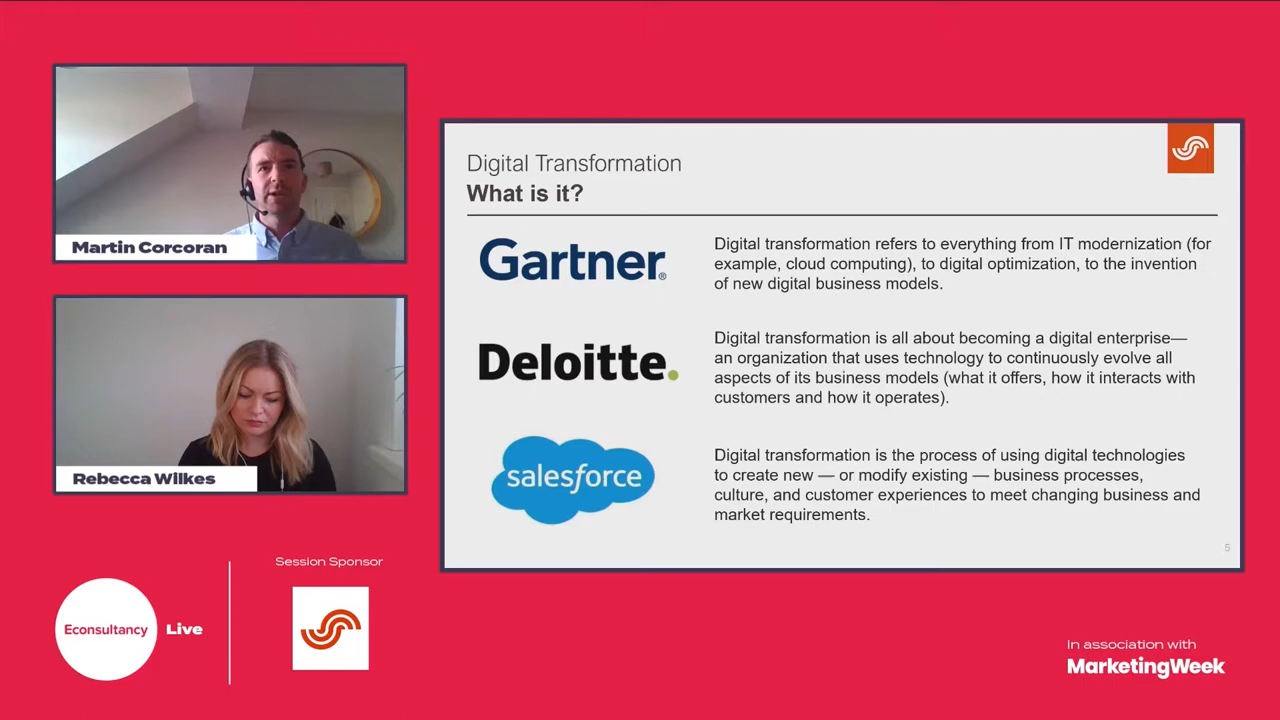 Martin Corcoran
Rebecca Wilkes
Session Sponsor
Econsultancy
Live
Digital Transformation
What is it?
Gartner®
Digital transformation refers to everything from IT modernization (for
example, cloud computing), to digital optimization, to the invention
of new digital business models.
Deloitte.
Digital transformation is all about becoming a digital enterprise—
an organization that uses technology to continuously evolve all
aspects of its business models (what it offers, how it interacts with
customers and how it operates).
salesforce
Digital transformation is the process of using digital technologies
to create new — or modify existing — business processes,
culture, and customer experiences to meet changing business and
market requirements.
5
In association with
MarketingWeek